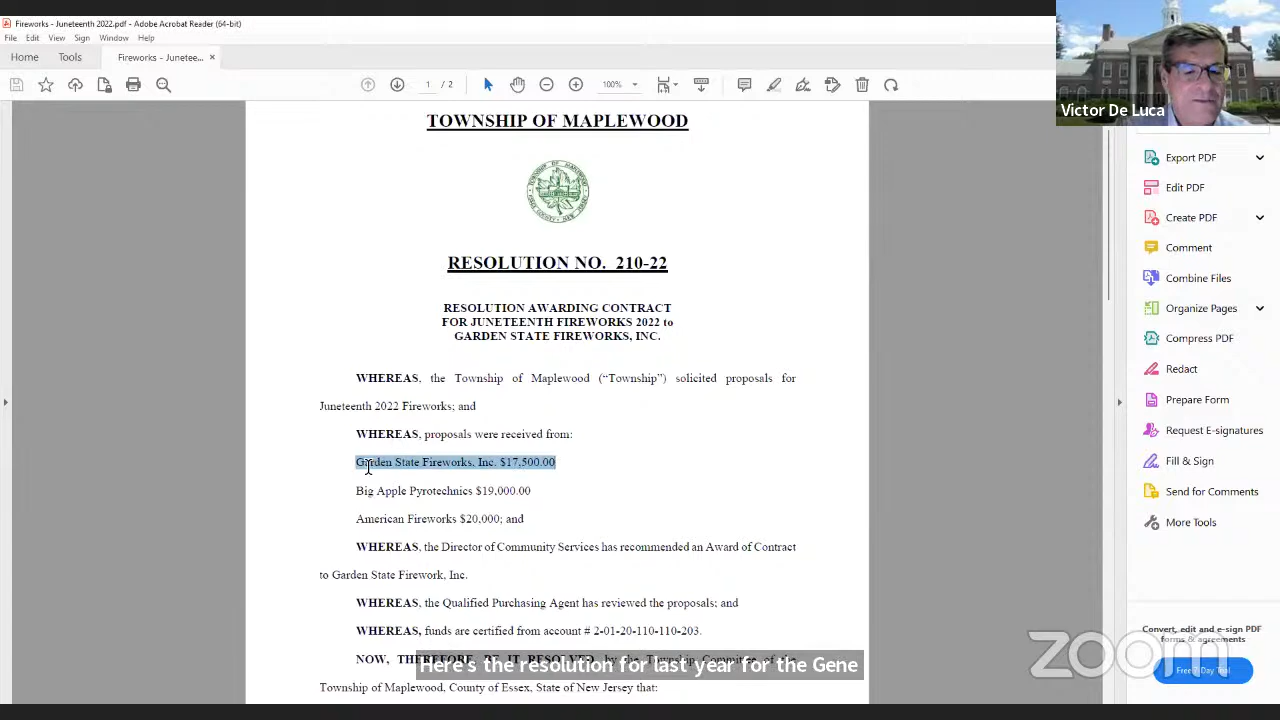 Fireworks - Juneteenth 2022.pdf - Adobe Acrobat Reader (64-bit)
File Edit View Sign Window Help
Home Tools Fireworks - Junetee... ×
1 / 2 100%
Victor De Luca
TOWNSHIP OF MAPLEWOOD
RESOLUTION NO. 210-22
RESOLUTION AWARDING CONTRACT
FOR JUNETEENTH FIREWORKS 2022 to
GARDEN STATE FIREWORKS, INC.
WHEREAS, the Township of Maplewood (“Township”) solicited proposals for
Juneteenth 2022 Fireworks; and
WHEREAS, proposals were received from:
Garden State Fireworks, Inc. $17,500.00
Big Apple Pyrotechnics $19,000.00
American Fireworks $20,000; and
WHEREAS, the Director of Community Services has recommended an Award of Contract
to Garden State Firework, Inc.
WHEREAS, the Qualified Purchasing Agent has reviewed the proposals; and
WHEREAS, funds are certified from account # 2-01-20-110-110-203.
NOW,
Here's the resolution for last year for the Gene
Township of Maplewood, County of Essex, State of New Jersey that:
Export PDF
Edit PDF
Create PDF
Comment
Combine Files
Organize Pages
Compress PDF
Redact
Prepare Form
Request E-signatures
Fill & Sign
Send for Comments
More Tools
Convert, edit and e-sign PDF
forms & agreements
Free 7-Day Trial
zoom